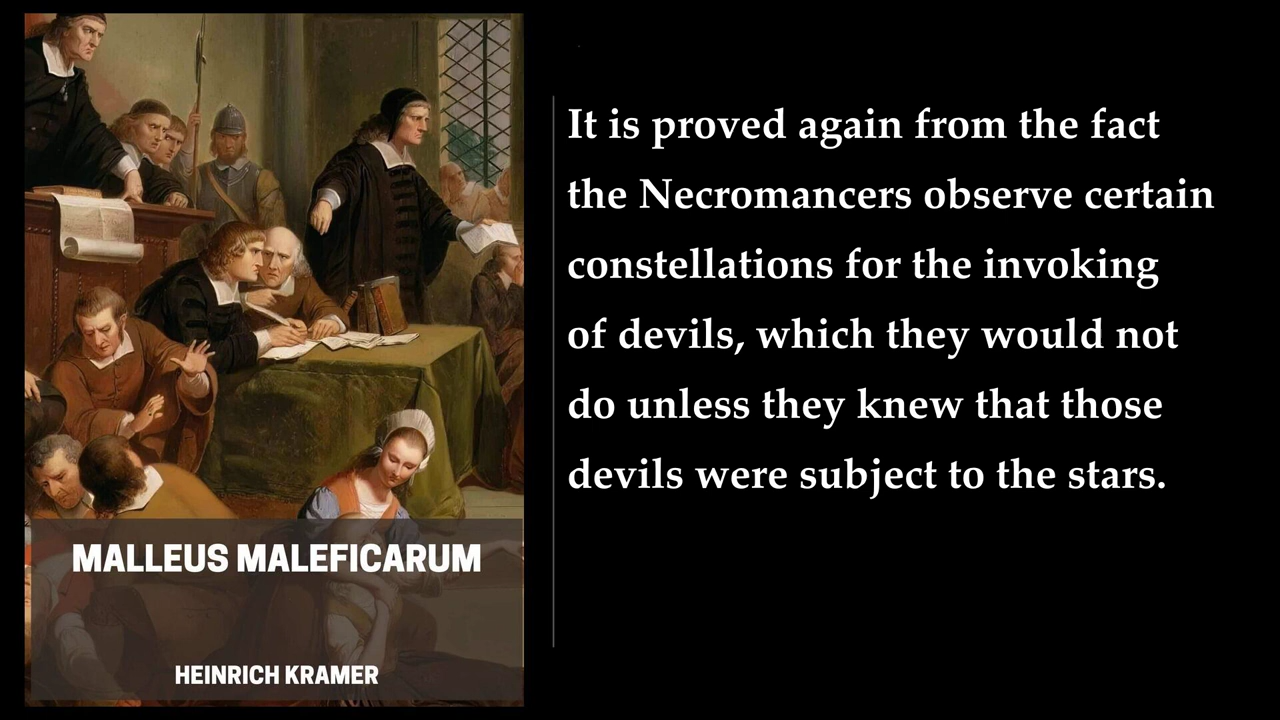 MALLEUS MALEFICARUM
HEINRICH KRAMER
It is proved again from the fact
the Necromancers observe certain
constellations for the invoking
of devils, which they would not
do unless they knew that those
devils were subject to the stars.